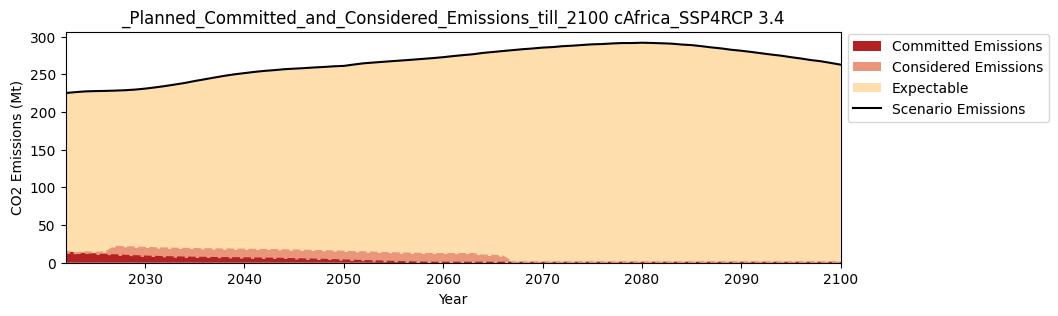 _Planned_Committed_and_Considered_Emissions_till_2100 cAfrica_SSP4RCP 3.4
CO2 Emissions (Mt)
300
250
200
150
100
50
0
2030 2040 2050 2060 2070 2080 2090 2100
Year
Committed Emissions
Considered Emissions
Expectable
Scenario Emissions